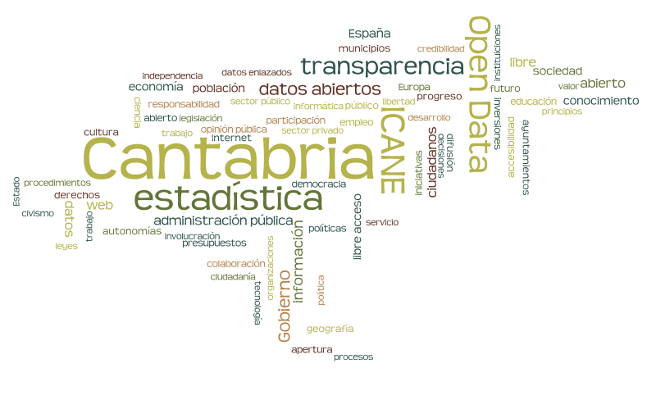 España
municipios
credibilidad
Open Data
instituciones
transparencia
libre
sociedad
independencia
datos enlazados
economía
población
datos abiertos
Europa
progreso
futuro
valor
abierto
ciencia
responsabilidad
sector público
informática
público
libertad
inversiones
educación
conocimiento
principios
abierto
legislación
participación
empleo
desarrollo
cultura
trabajo
opinión pública
sector privado
Internet
ICANE
iniciativas
ciudadanos
decisiones
difusión
accesibilidad
ayuntamientos
Cantabria
Estado
procedimientos
derechos
democracia
estadística
civismo
datos
web
trabajo
administración pública
libre acceso
servicio
leyes
autonomías
involucración
presupuestos
políticas
información
colaboración
organizaciones
ciudadanía
tecnología
Gobierno
política
geografía
apertura
procesos